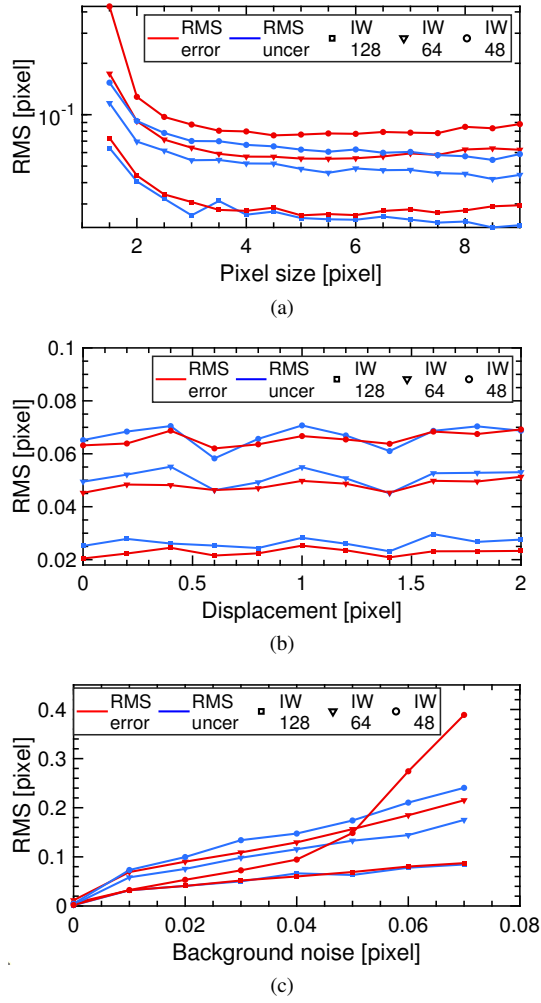 RMS error RMS uncer IW 128 IW 64 IW 48
10^-1
RMS [pixel]
2 4 6 8
Pixel size [pixel]
(a)
0.1
RMS error RMS uncer IW 128 IW 64 IW 48
0.08
0.06
RMS [pixel]
0.04
0.02
0 0.5 1 1.5 2
Displacement [pixel]
(b)
RMS error RMS uncer IW 128 IW 64 IW 48
0.4
0.3
RMS [pixel]
0.2
0.1
0
0 0.02 0.04 0.06 0.08
Background noise [pixel]
(c)